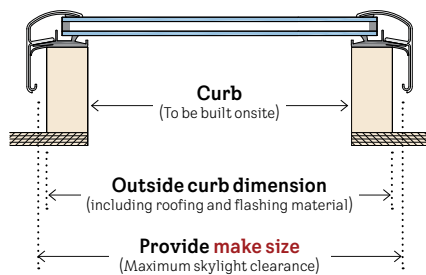 Curb
(To be built onsite)
Outside curb dimension
(including roofing and flashing material)
Provide make size
(Maximum skylight clearance)